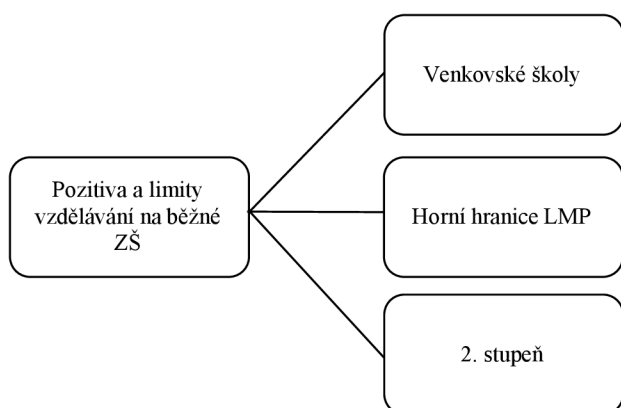 Venkovské školy
Pozitiva a limity
vzdělávání na běžné
ZŠ
Horní hranice LMP
2. stupeň